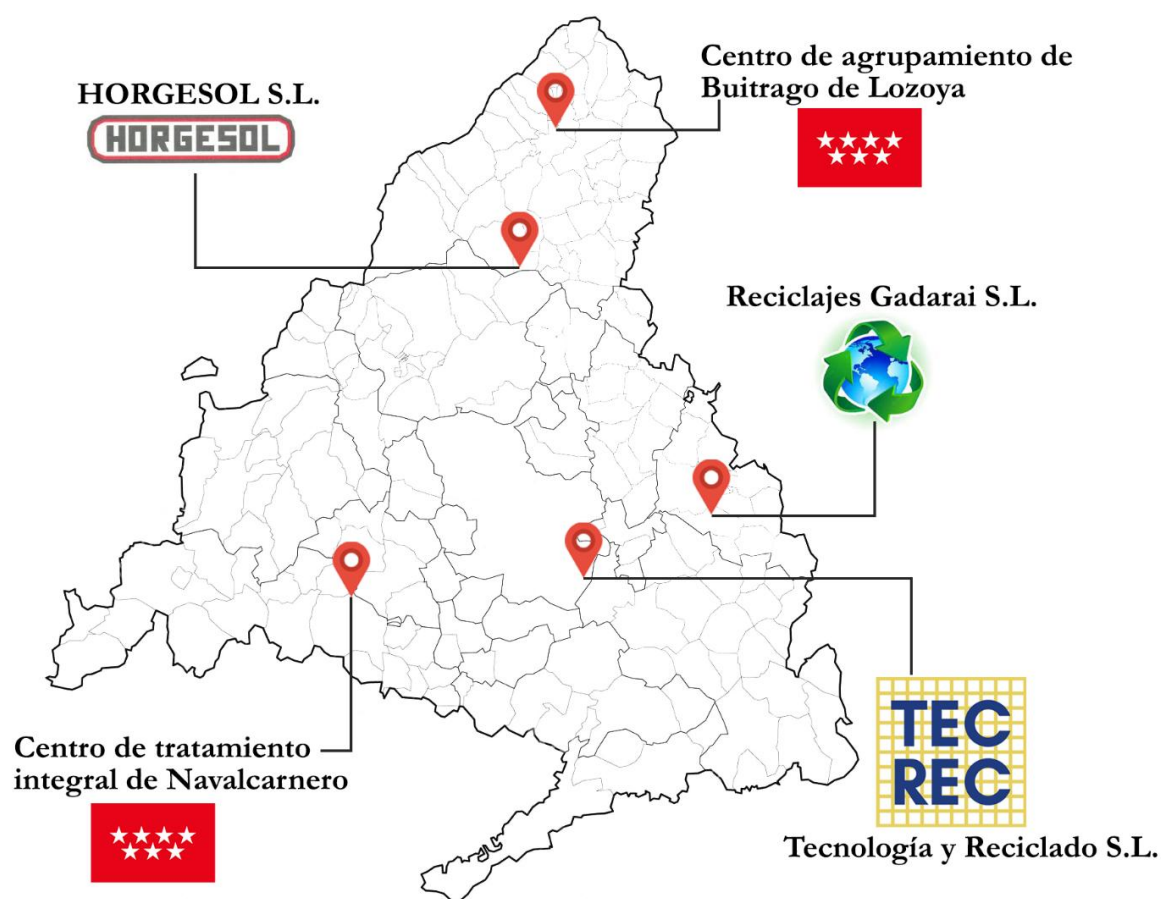 Centro de agrupamiento de
Buitrago de Lozoya
HORGESOL S.L.
HORGESOL
Reciclajes Gadarai S.L.
Centro de tratamiento
integral de Navalcarnero
TEC
REC
Tecnología y Reciclado S.L.